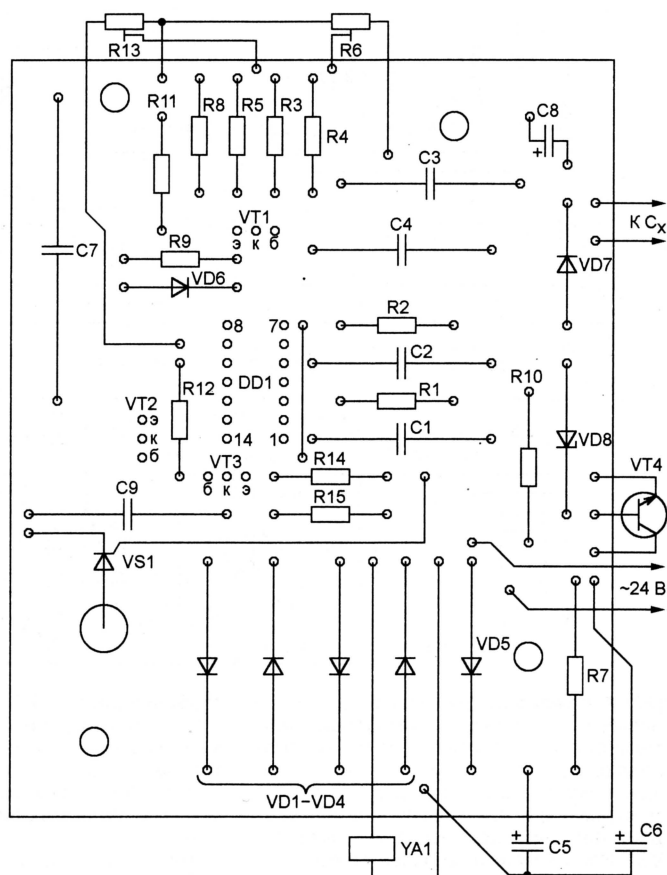 R13
R6
R11
R8
R5
R3
R4
C8
+
C3
К Cx
VT1
э к б
C4
C7
R9
VD7
VD6
8
7
R2
C2
R10
R12
DD1
R1
VT2
э
к
б
14
1
C1
VD8
VT3
б к э
R14
VT4
C9
R15
VS1
~24 В
VD5
R7
VD1–VD4
YA1
+
C5
+
C6